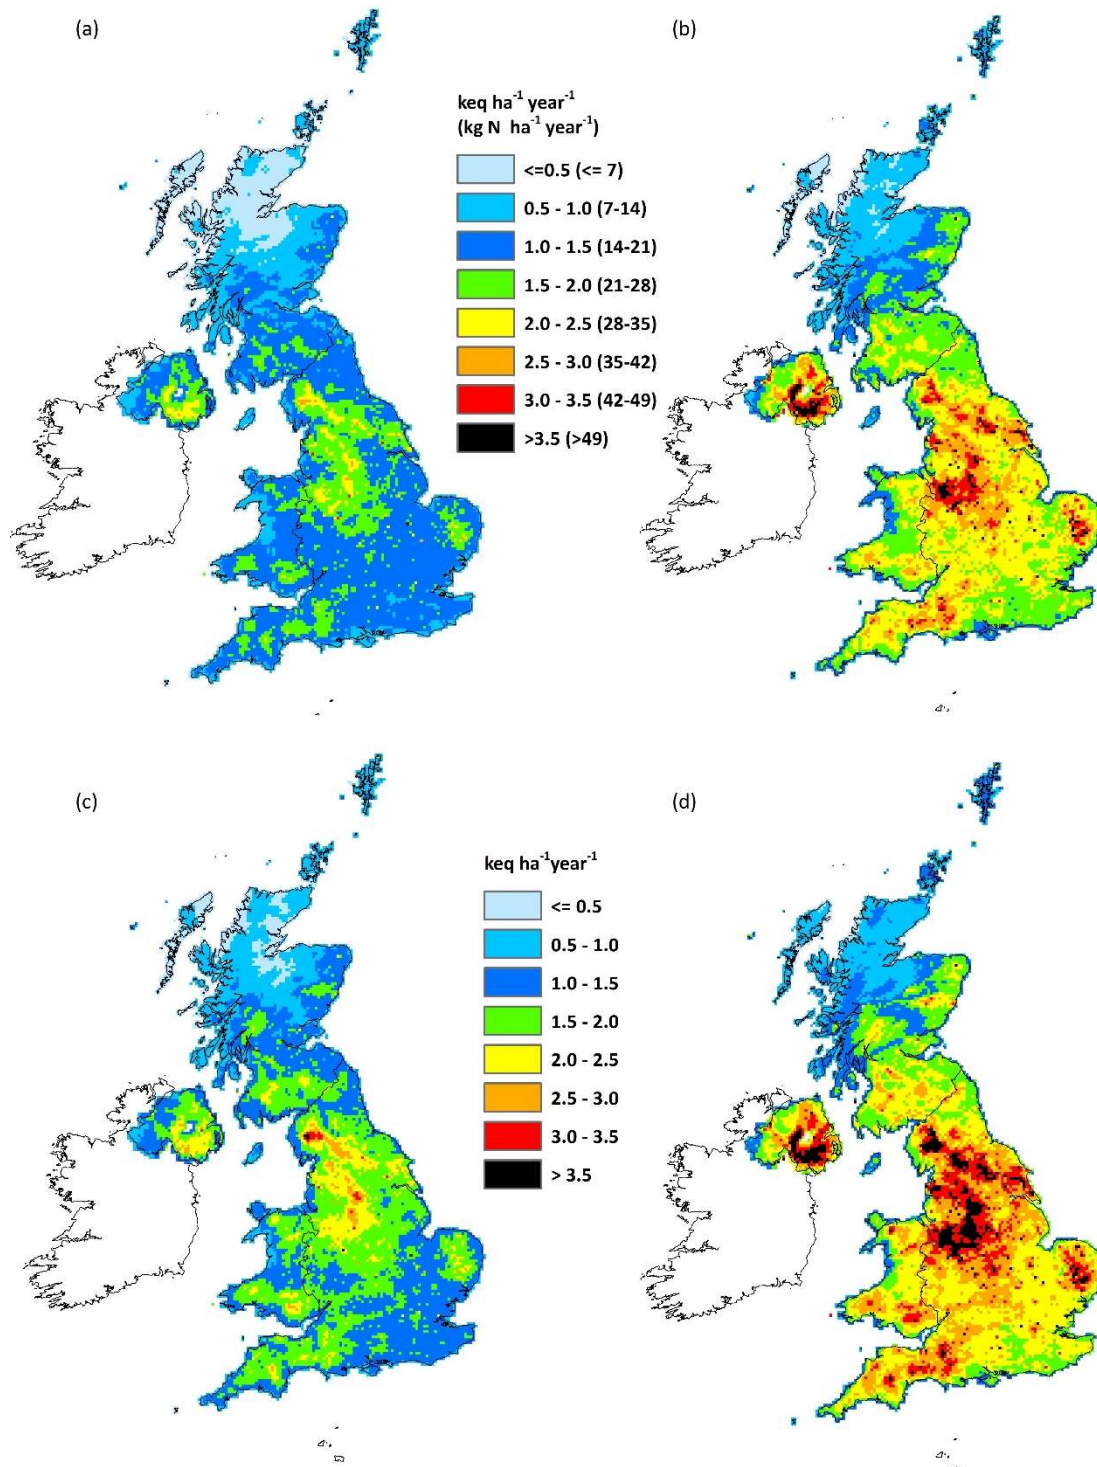 (a)
(b)
keq ha⁻¹ year⁻¹
(kg N ha⁻¹ year⁻¹)
<=0.5 (<= 7)
0.5 - 1.0 (7-14)
1.0 - 1.5 (14-21)
1.5 - 2.0 (21-28)
2.0 - 2.5 (28-35)
2.5 - 3.0 (35-42)
3.0 - 3.5 (42-49)
>3.5 (>49)
(c)
(d)
keq ha⁻¹year⁻¹
<= 0.5
0.5 - 1.0
1.0 - 1.5
1.5 - 2.0
2.0 - 2.5
2.5 - 3.0
3.0 - 3.5
> 3.5